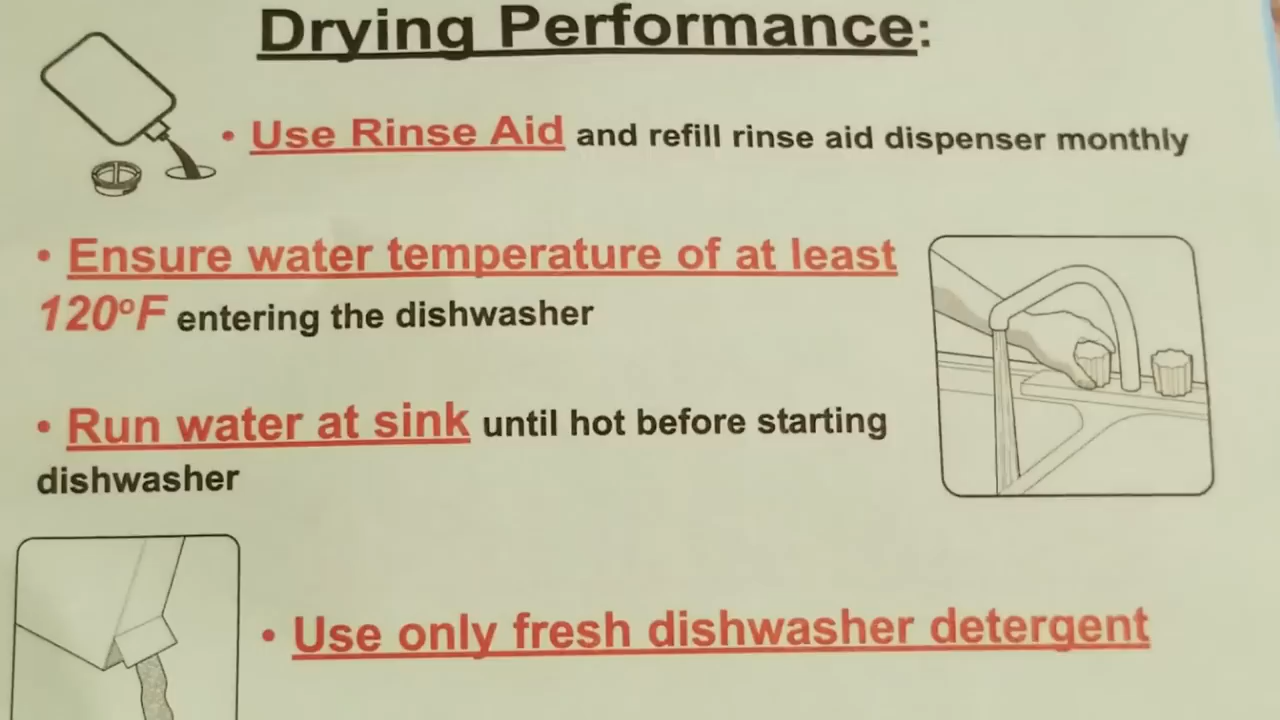 Drying Performance:
• Use Rinse Aid and refill rinse aid dispenser monthly
• Ensure water temperature of at least
120°F entering the dishwasher
• Run water at sink until hot before starting
dishwasher
• Use only fresh dishwasher detergent